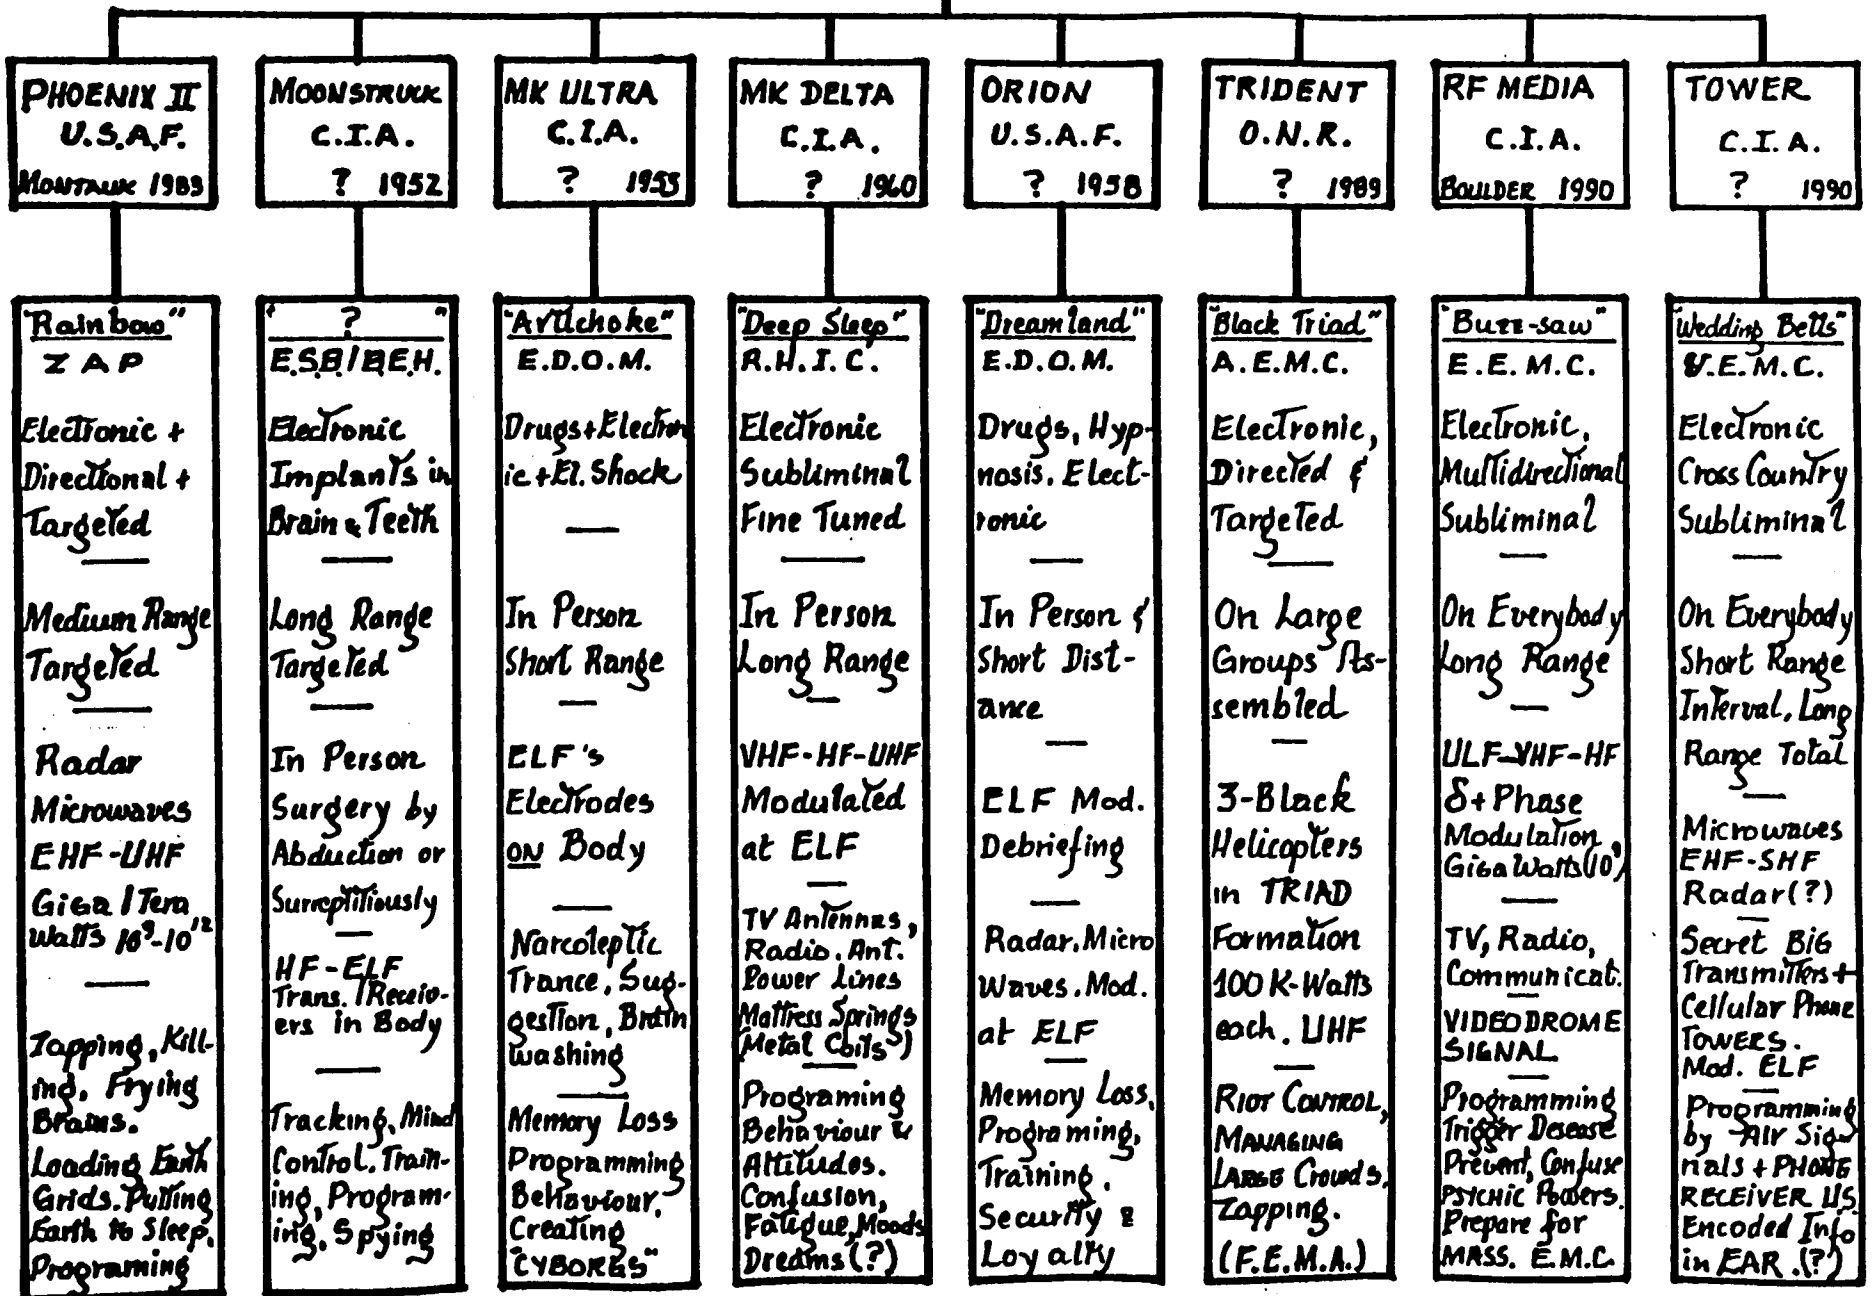 PHOENIX II
U.S.A.F.
MONTAUK 1983
MOONSTRUCK
C.I.A.
? 1952
MK ULTRA
C.I.A.
? 1953
MK DELTA
C.I.A.
? 1960
ORION
U.S.A.F.
? 1958
TRIDENT
O.N.R.
? 1989
RF MEDIA
C.I.A.
BOULDER 1990
TOWER
C.I.A.
? 1990
"Rainbow"
ZAP
Electronic +
Directional +
Targeted
Medium Range
Targeted
Radar
Microwaves
EHF-UHF
Giga/Tera
Watts 10⁹-10¹²
Zapping, Kill-
ing, Frying
Brains.
Loading Earth
Grids. Putting
Earth to Sleep.
Programing
" ? "
E.S.B/B.E.H.
Electronic
Implants in
Brain & Teeth
Long Range
Targeted
In Person
Surgery by
Abduction or
Surreptitiously
HF-ELF
Trans./Receiv-
ers in Body
Tracking, Mind
Control, Train-
ing, Program-
ing, Spying
"Artichoke"
E.D.O.M.
Drugs+Electron
ic+El. Shock
In Person
Short Range
ELF's
Electrodes
ON Body
Narcoleptic
Trance, Sug-
gestion, Brain
washing
Memory Loss
Programming
Behaviour,
Creating
"CYBORGS"
"Deep Sleep"
R.H.I.C.
Electronic
Subliminal
Fine Tuned
In Person
Long Range
VHF-HF-UHF
Modulated
at ELF
TV Antennas,
Radio. Ant.
Power Lines
Mattress Springs
Metal Coils)
Programing
Behaviour &
Attitudes.
Confusion,
Fatigue, Moods
Dreams(?)
"Dreamland"
E.D.O.M.
Drugs, Hyp-
nosis. Elect-
ronic
In Person &
Short Dist-
ance
ELF Mod.
Debriefing
Radar. Micro
Waves. Mod.
at ELF
Memory Loss,
Programing,
Training,
Security &
Loyalty
"Black Triad"
A.E.M.C.
Electronic,
Directed &
Targeted
On Large
Groups As-
sembled
3-Black
Helicopters
in TRIAD
Formation
100 K-Watts
each. UHF
RIOT CONTROL,
MANAGING
LARGE Crowds.
Zapping.
(F.E.M.A.)
"Buzz-saw"
E.E.M.C.
Electronic,
Multidirectional
Subliminal
On Everybody
Long Range
ULF-VHF-HF
δ+Phase
Modulation,
Giga Watts(10⁹)
TV, Radio,
Communicat.
VIDEODROME
SIGNAL
Programming
Trigger Desease
Prevent, Confuse
PSYCHIC Powers.
Prepare for
MASS. E.M.C.
"Wedding Bells"
V.E.M.C.
Electronic
Cross Country
Subliminal
On Everybody
Short Range
Interval, Long
Range Total
Microwaves
EHF-SHF
Radar(?)
Secret BIG
Transmitters+
Cellular Phone
TOWERS.
Mod. ELF
Programming
by AIR Sig-
nals + PHONE
RECEIVER US
Encoded Info
in EAR.(?)